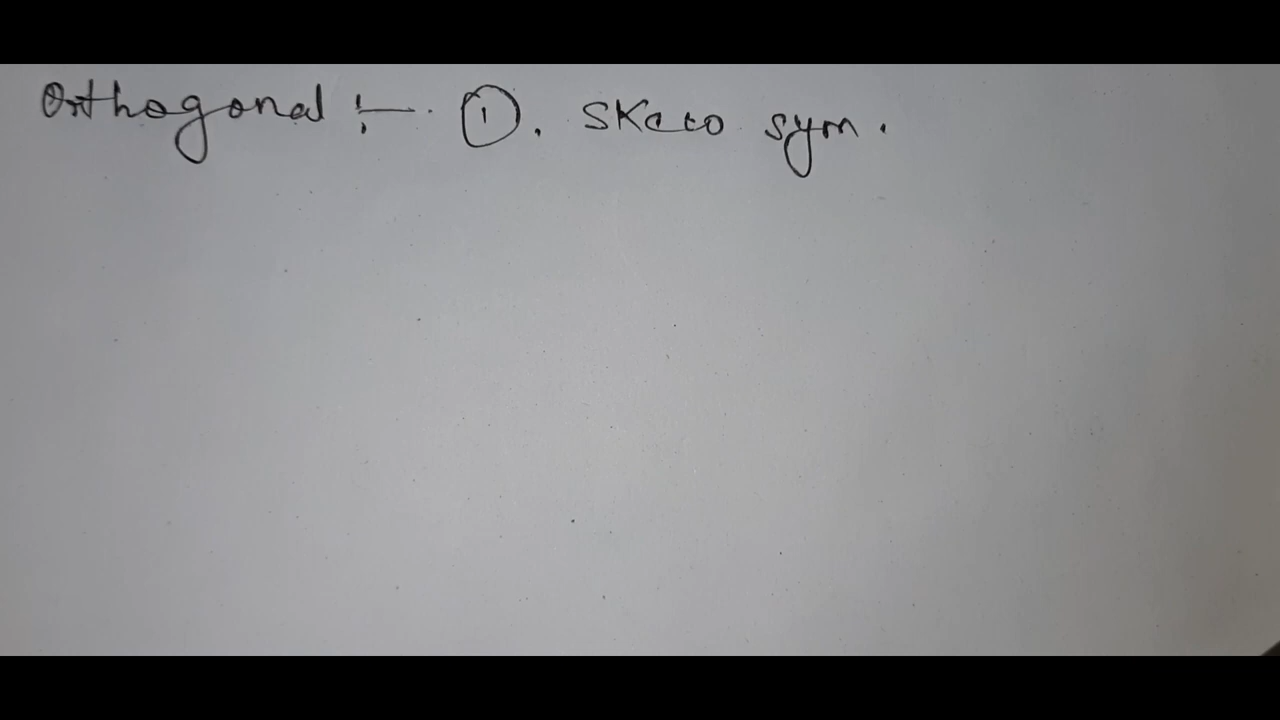 Orthogonal :- ①. Skew sym.